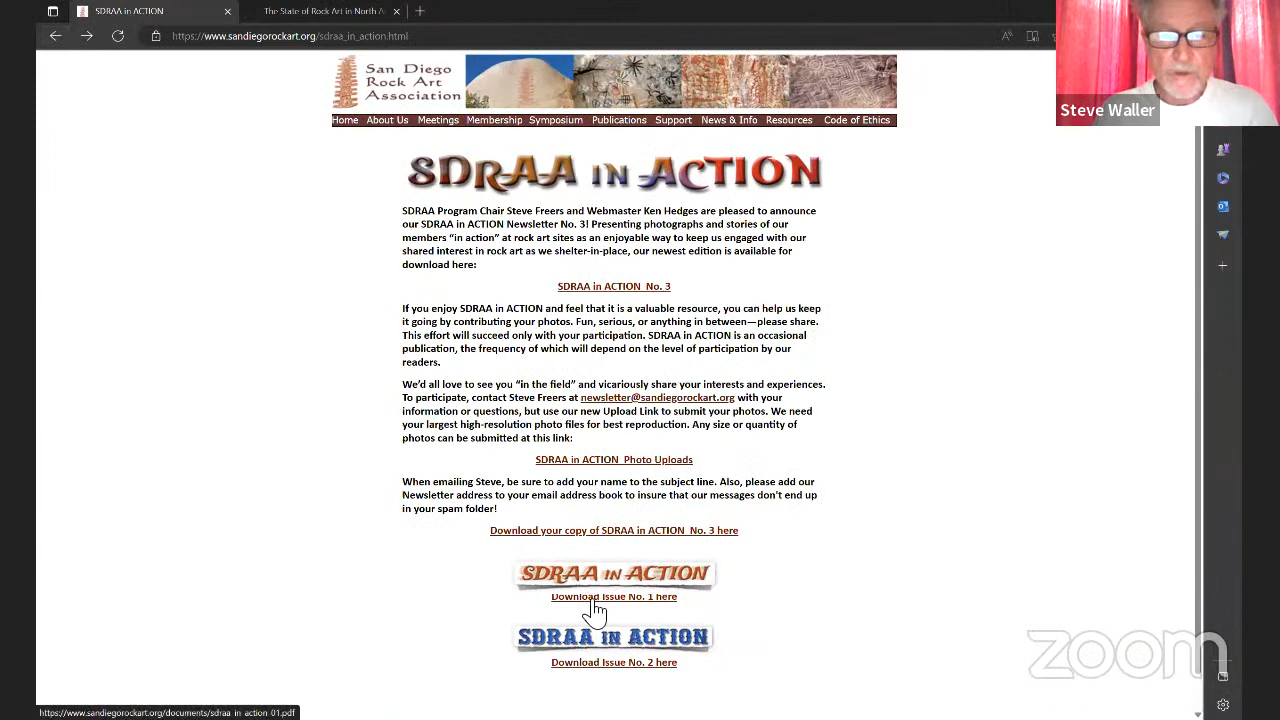 SDRAA in ACTION
The State of Rock Art in North A
https://www.sandiegorockart.org/sdraa_in_action.html
Steve Waller
San Diego
Rock Art
Association
Home About Us Meetings Membership Symposium Publications Support News & Info Resources Code of Ethics
SDRAA IN ACTION
SDRAA Program Chair Steve Freers and Webmaster Ken Hedges are pleased to announce
our SDRAA in ACTION Newsletter No. 3! Presenting photographs and stories of our
members “in action” at rock art sites as an enjoyable way to keep us engaged with our
shared interest in rock art as we shelter-in-place, our newest edition is available for
download here:
SDRAA in ACTION No. 3
If you enjoy SDRAA in ACTION and feel that it is a valuable resource, you can help us keep
it going by contributing your photos. Fun, serious, or anything in between—please share.
This effort will succeed only with your participation. SDRAA in ACTION is an occasional
publication, the frequency of which will depend on the level of participation by our
readers.
We’d all love to see you “in the field” and vicariously share your interests and experiences.
To participate, contact Steve Freers at newsletter@sandiegorockart.org with your
information or questions, but use our new Upload Link to submit your photos. We need
your largest high-resolution photo files for best reproduction. Any size or quantity of
photos can be submitted at this link:
SDRAA in ACTION Photo Uploads
When emailing Steve, be sure to add your name to the subject line. Also, please add our
Newsletter address to your email address book to insure that our messages don't end up
in your spam folder!
Download your copy of SDRAA in ACTION No. 3 here
SDRAA IN ACTION
Download Issue No. 1 here
SDRAA in ACTION
Download Issue No. 2 here
zoom
https://www.sandiegorockart.org/documents/sdraa_in_action_01.pdf